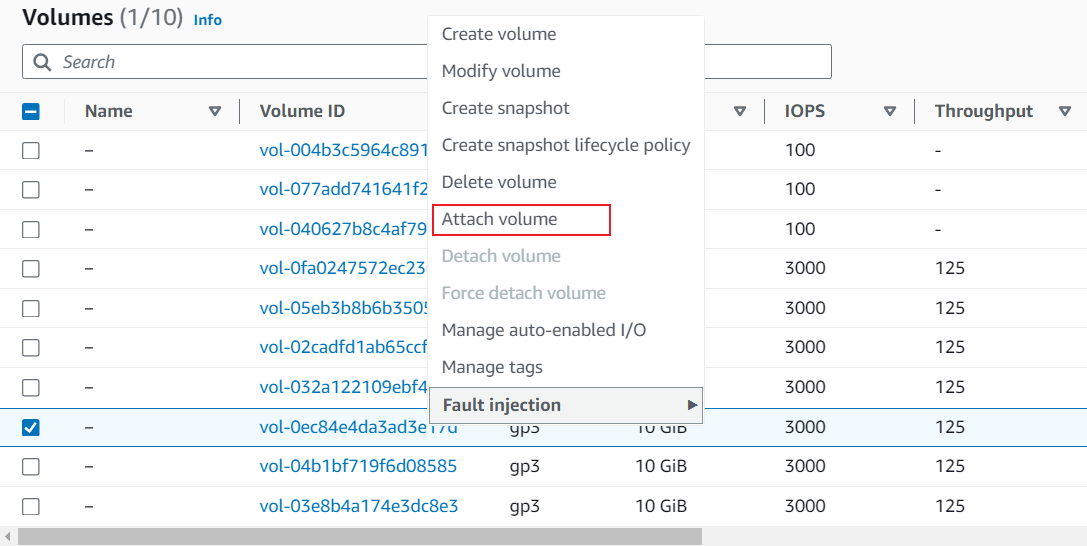 Volumes (1/10) Info
Search
Create volume
Modify volume
Create snapshot
Create snapshot lifecycle policy
Delete volume
Attach volume
Detach volume
Force detach volume
Manage auto-enabled I/O
Manage tags
Fault injection
Name Volume ID IOPS Throughput
– vol-004b3c5964c891 100 -
– vol-077add741641f2 100 -
– vol-040627b8c4af79 100 -
– vol-0fa0247572ec23 3000 125
– vol-05eb3b8b6b3505 3000 125
– vol-02cadfd1ab65ccf 3000 125
– vol-032a122109ebf4 3000 125
– vol-0ec84e4da3ad3e17d gp3 10 GiB 3000 125
– vol-04b1bf719f6d08585 gp3 10 GiB 3000 125
– vol-03e8b4a174e3dc8e3 gp3 10 GiB 3000 125